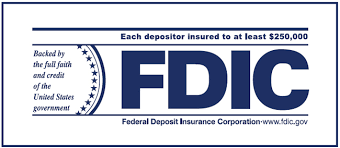 Each depositor insured to at least $250,000
Backed by
the full faith
and credit
of the
United States
government
FDIC
Federal Deposit Insurance Corporation·www.fdic.gov